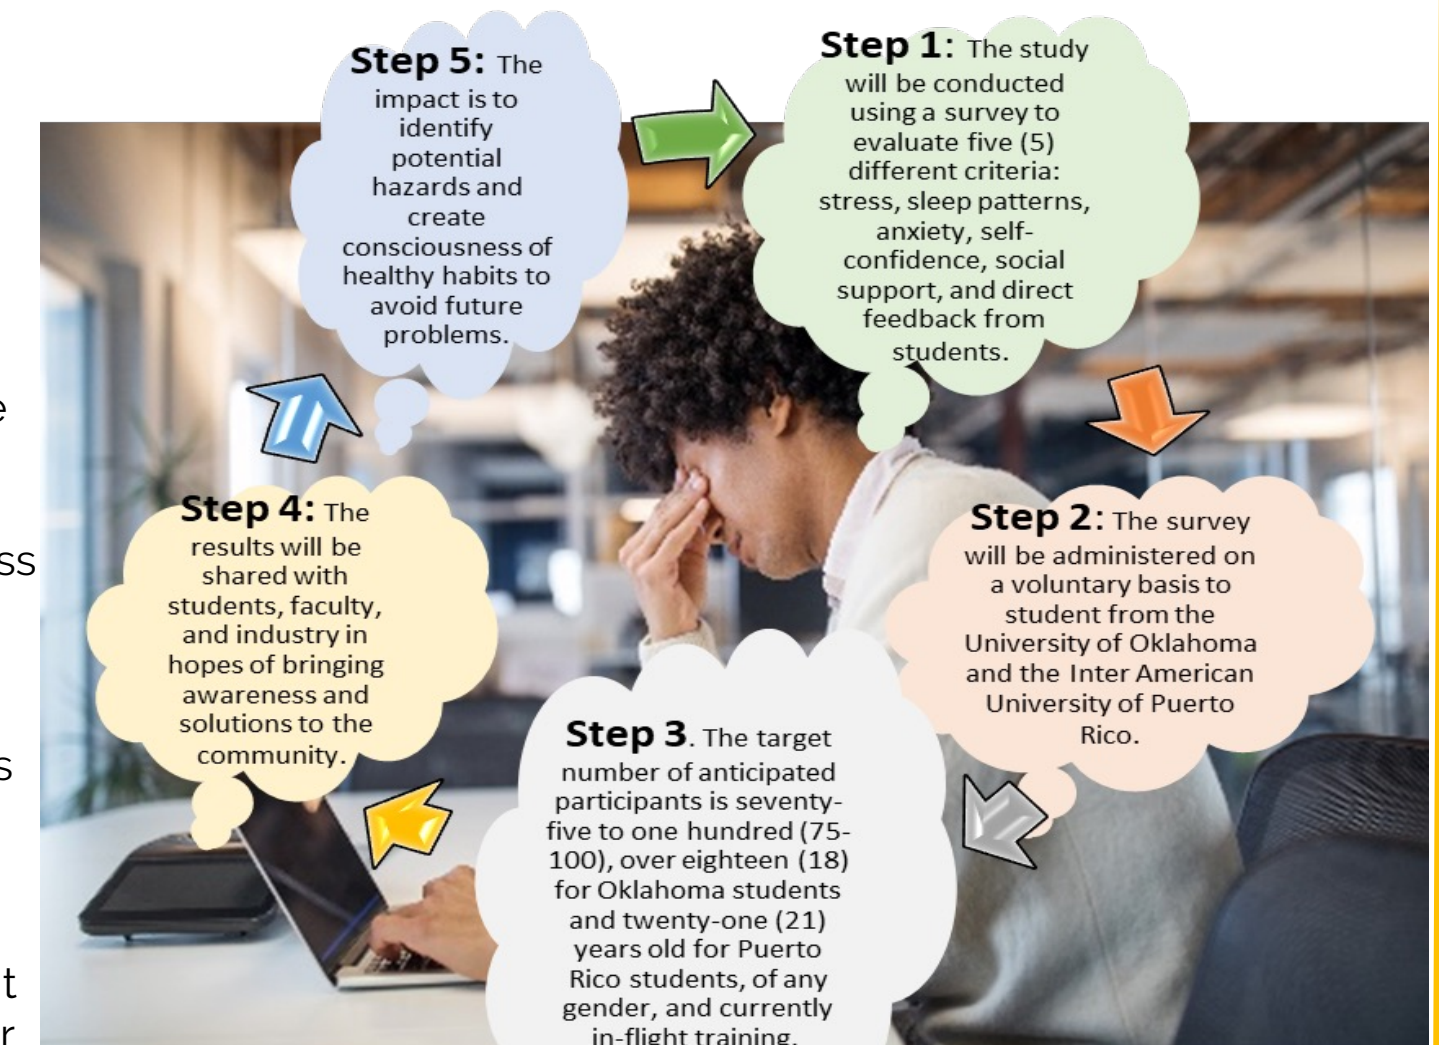 Step 5: The
impact is to
identify
potential
hazards and
create
consciousness of
healthy habits to
avoid future
problems.
Step 1: The study
will be conducted
using a survey to
evaluate five (5)
different criteria:
stress, sleep patterns,
anxiety, self-
confidence, social
support, and direct
feedback from
students.
Step 4: The
results will be
shared with
students, faculty,
and industry in
hopes of bringing
awareness and
solutions to the
community.
Step 2: The survey
will be administered on
a voluntary basis to
student from the
University of Oklahoma
and the Inter American
University of Puerto
Rico.
Step 3. The target
number of anticipated
participants is seventy-
five to one hundred (75-
100), over eighteen (18)
for Oklahoma students
and twenty-one (21)
years old for Puerto
Rico students, of any
gender, and currently
in-flight training.